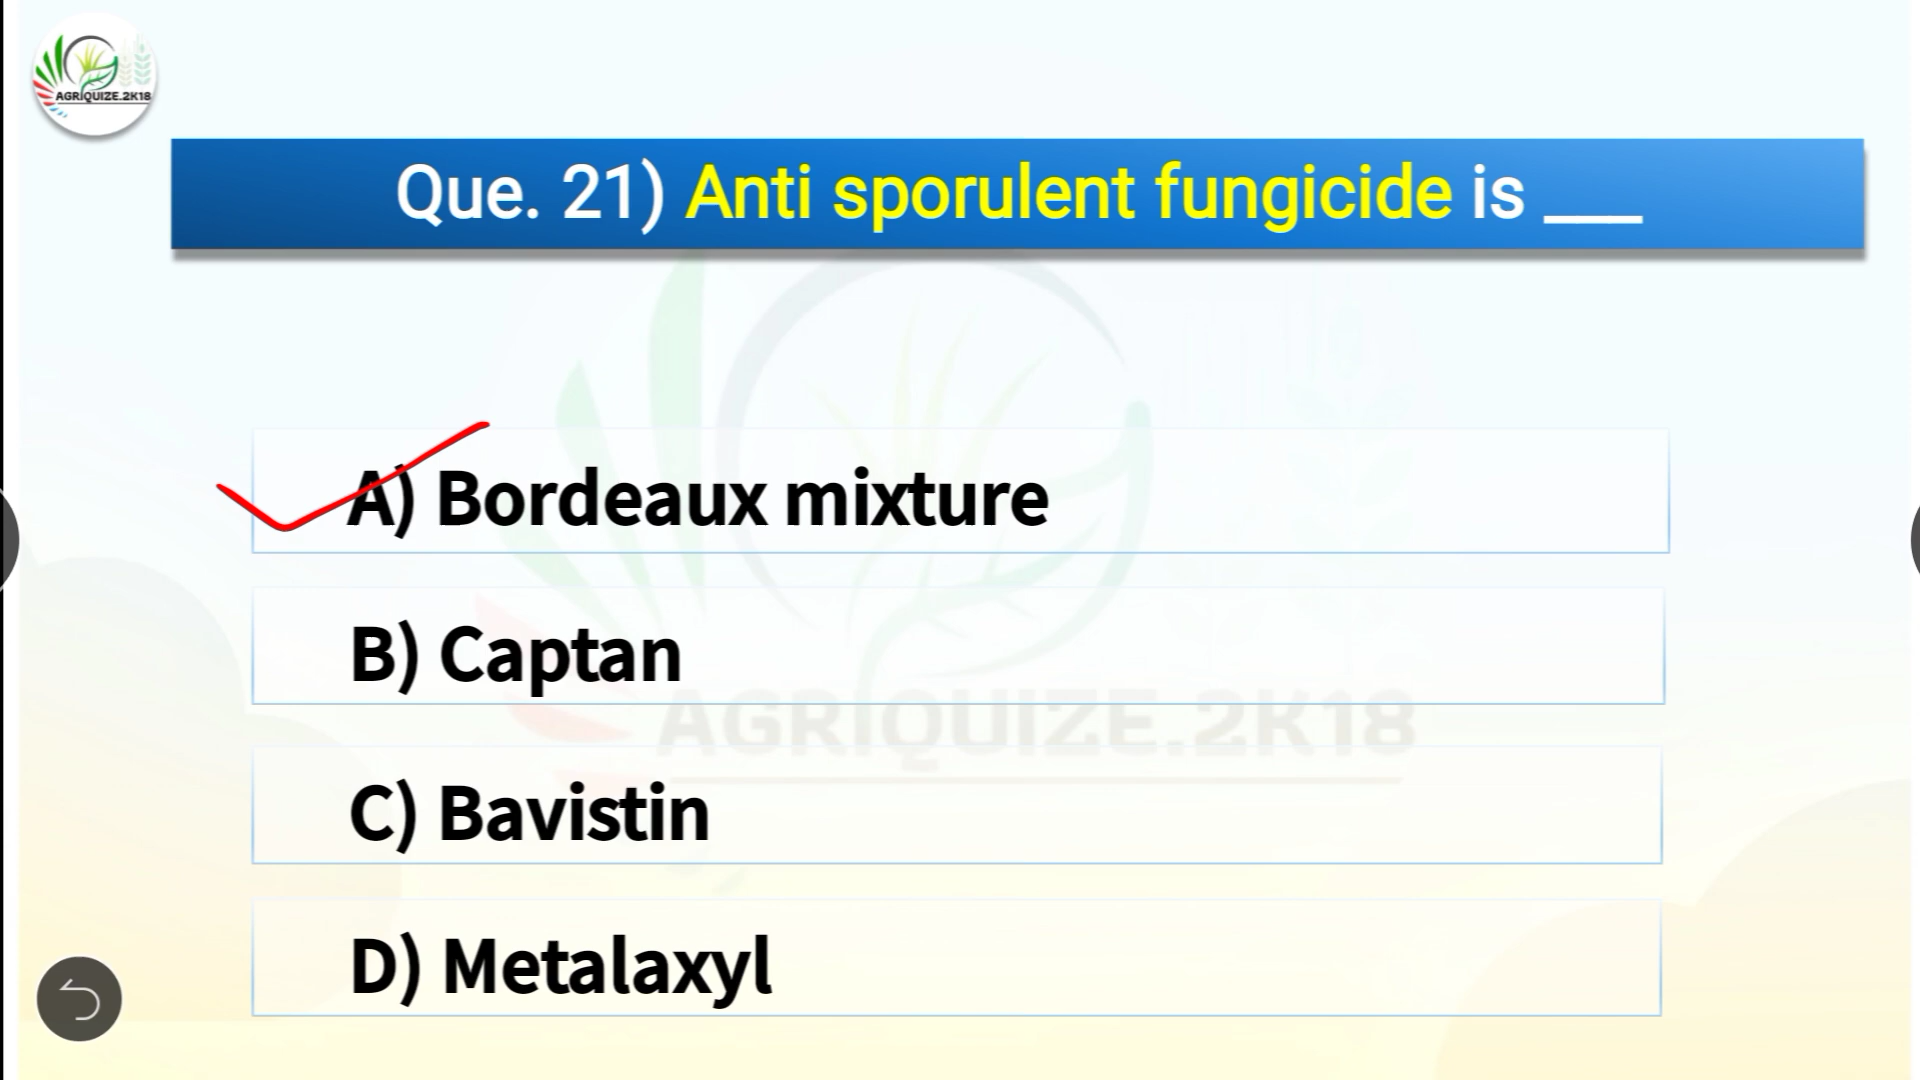 AGRIQUIZE.2K18
Que. 21) Anti sporulent fungicide is ___
A) Bordeaux mixture
B) Captan
AGRIQUIZE.2K18
C) Bavistin
D) Metalaxyl